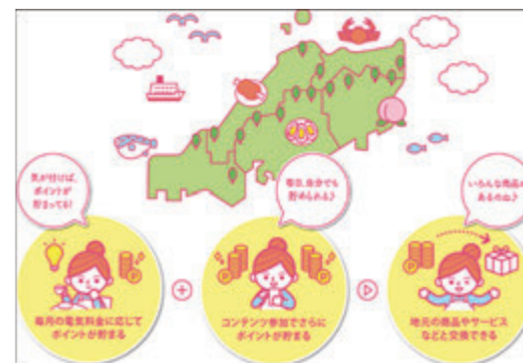 気が付けば、
ポイントが
貯まってる!
毎日、自分でも
貯められる♪
いろんな商品が
あるのね♪
P
P
P
P
毎月の電気料金に応じて
ポイントが貯まる
+
コンテンツ参加でさらに
ポイントが貯まる
地元の商品やサービス
などと交換できる